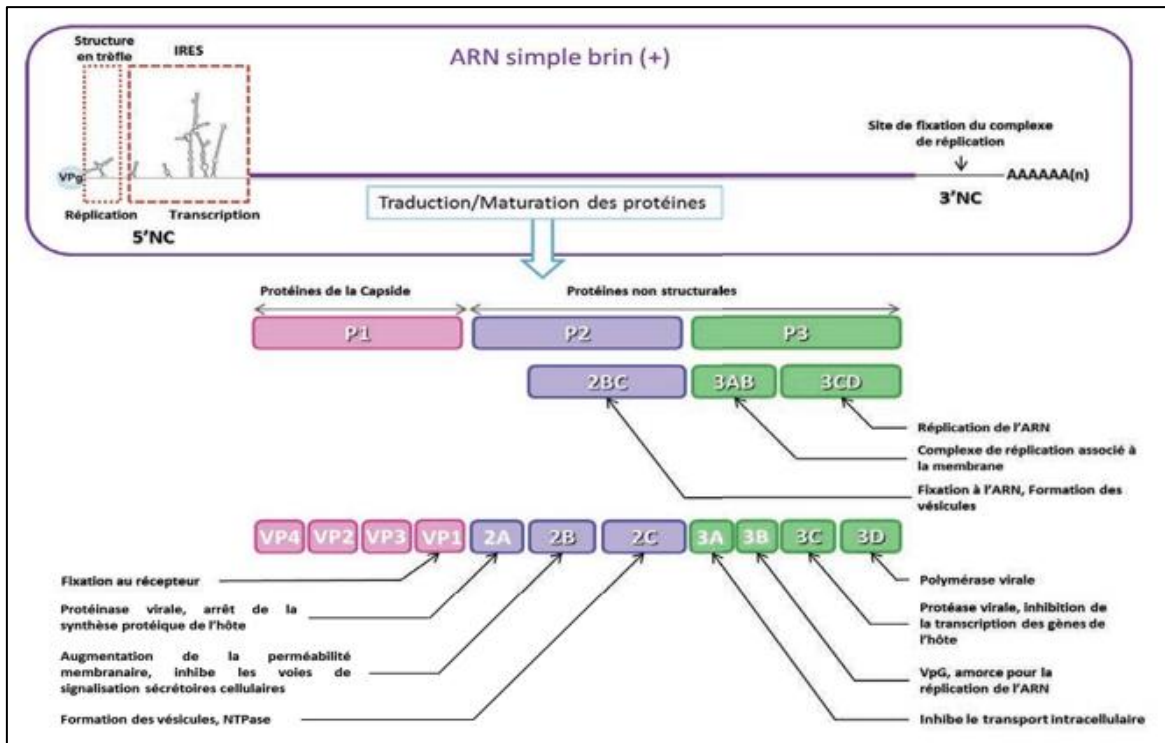 Structure
en trèfle
IRES
ARN simple brin (+)
Site de fixation du complexe
de réplication
VPg
AAAAAA(n)
3'NC
Réplication
Transcription
5'NC
Traduction/Maturation des protéines
Protéines de la Capside
Protéines non structurales
P1
P2
P3
2BC
3AB
3CD
Réplication de l'ARN
Complexe de réplication associé à
la membrane
Fixation à l'ARN, Formation des
vésicules
VP4
VP2
VP3
VP1
2A
2B
2C
3A
3B
3C
3D
Fixation au récepteur
Protéinase virale, arrêt de la
synthèse protéique de l'hôte
Augmentation de la perméabilité
membranaire, inhibe les voies de
signalisation sécrétoires cellulaires
Formation des vésicules, NTPase
Polymérase virale
Protéase virale, inhibition de
la transcription des gènes de
l'hôte
VpG, amorce pour la
réplication de l'ARN
Inhibe le transport intracellulaire